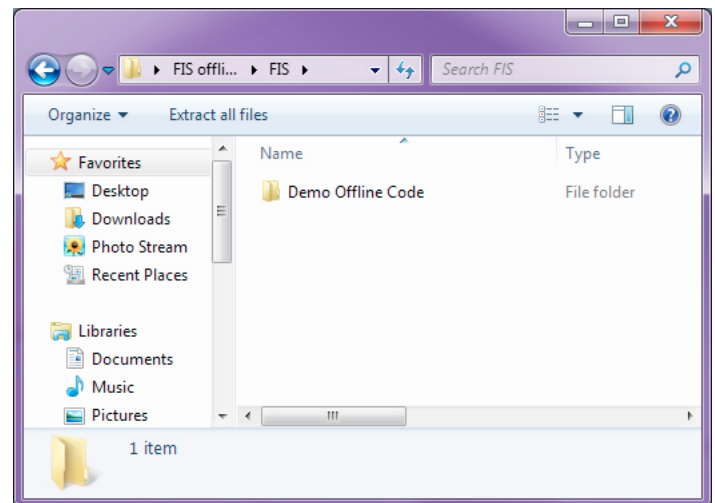 FIS offli... FIS Search FIS
Organize Extract all files
Favorites
Desktop
Downloads
Photo Stream
Recent Places
Libraries
Documents
Music
Pictures
Name Type
Demo Offline Code File folder
1 item